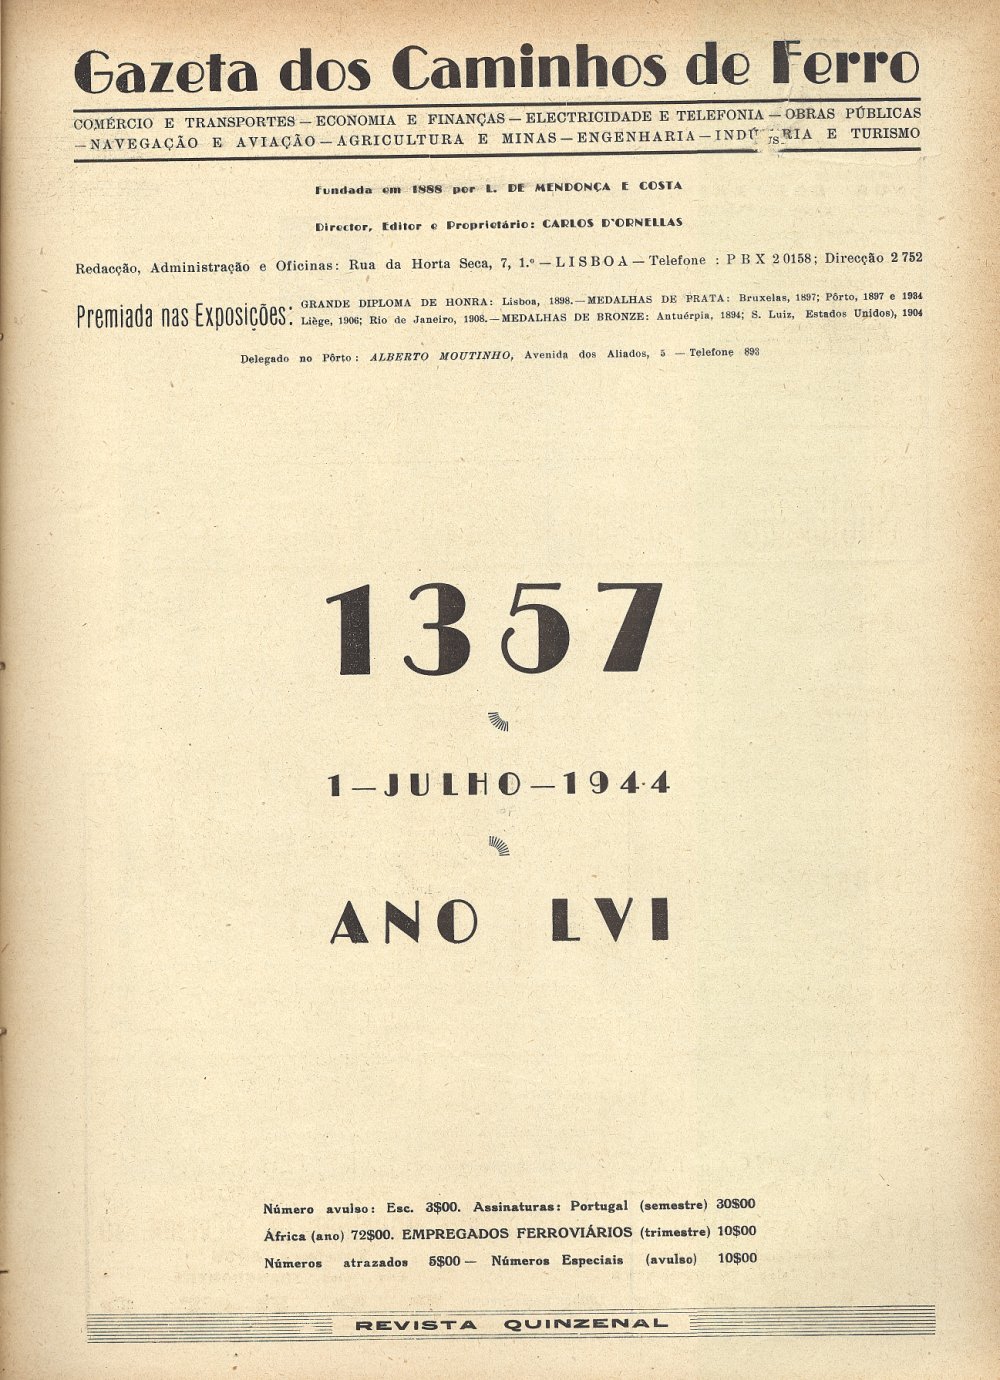 Gazeta dos Caminhos de Ferro
COMÉRCIO E TRANSPORTES — ECONOMIA E FINANÇAS — ELECTRICIDADE E TELEFONIA — OBRAS PÚBLICAS
— NAVEGAÇÃO E AVIAÇÃO — AGRICULTURA E MINAS — ENGENHARIA — E TURISMO
Fundada em 1888 por L. DE MENDONÇA E COSTA
Director, Editor e Proprietário: CARLOS D'ORNELLAS
Redacção, Administração e Oficinas: Rua da Horta Seca, 7, 1.º — LISBOA — Telefone : PBX 20158; Direcção 2752
Premiada nas Exposições: GRANDE DIPLOMA DE HONRA: Lisboa, 1898. — MEDALHAS DE PRATA: Bruxelas, 1897; Pôrto, 1897 e 1934
Liège, 1906; Rio de Janeiro, 1908. — MEDALHAS DE BRONZE: Antuérpia, 1894; S. Luiz, Estados Unidos), 1904
Delegado no Pôrto : ALBERTO MOUTINHO, Avenida dos Aliados, 5 — Telefone 893
1357
1 — JULHO — 1944
ANO LVI
Número avulso: Esc. 3$00. Assinaturas: Portugal (semestre) 30$00
África (ano) 72$00. EMPREGADOS FERROVIÁRIOS (trimestre) 10$00
Números atrazados 5$00 — Números Especiais (avulso) 10$00
REVISTA QUINZENAL